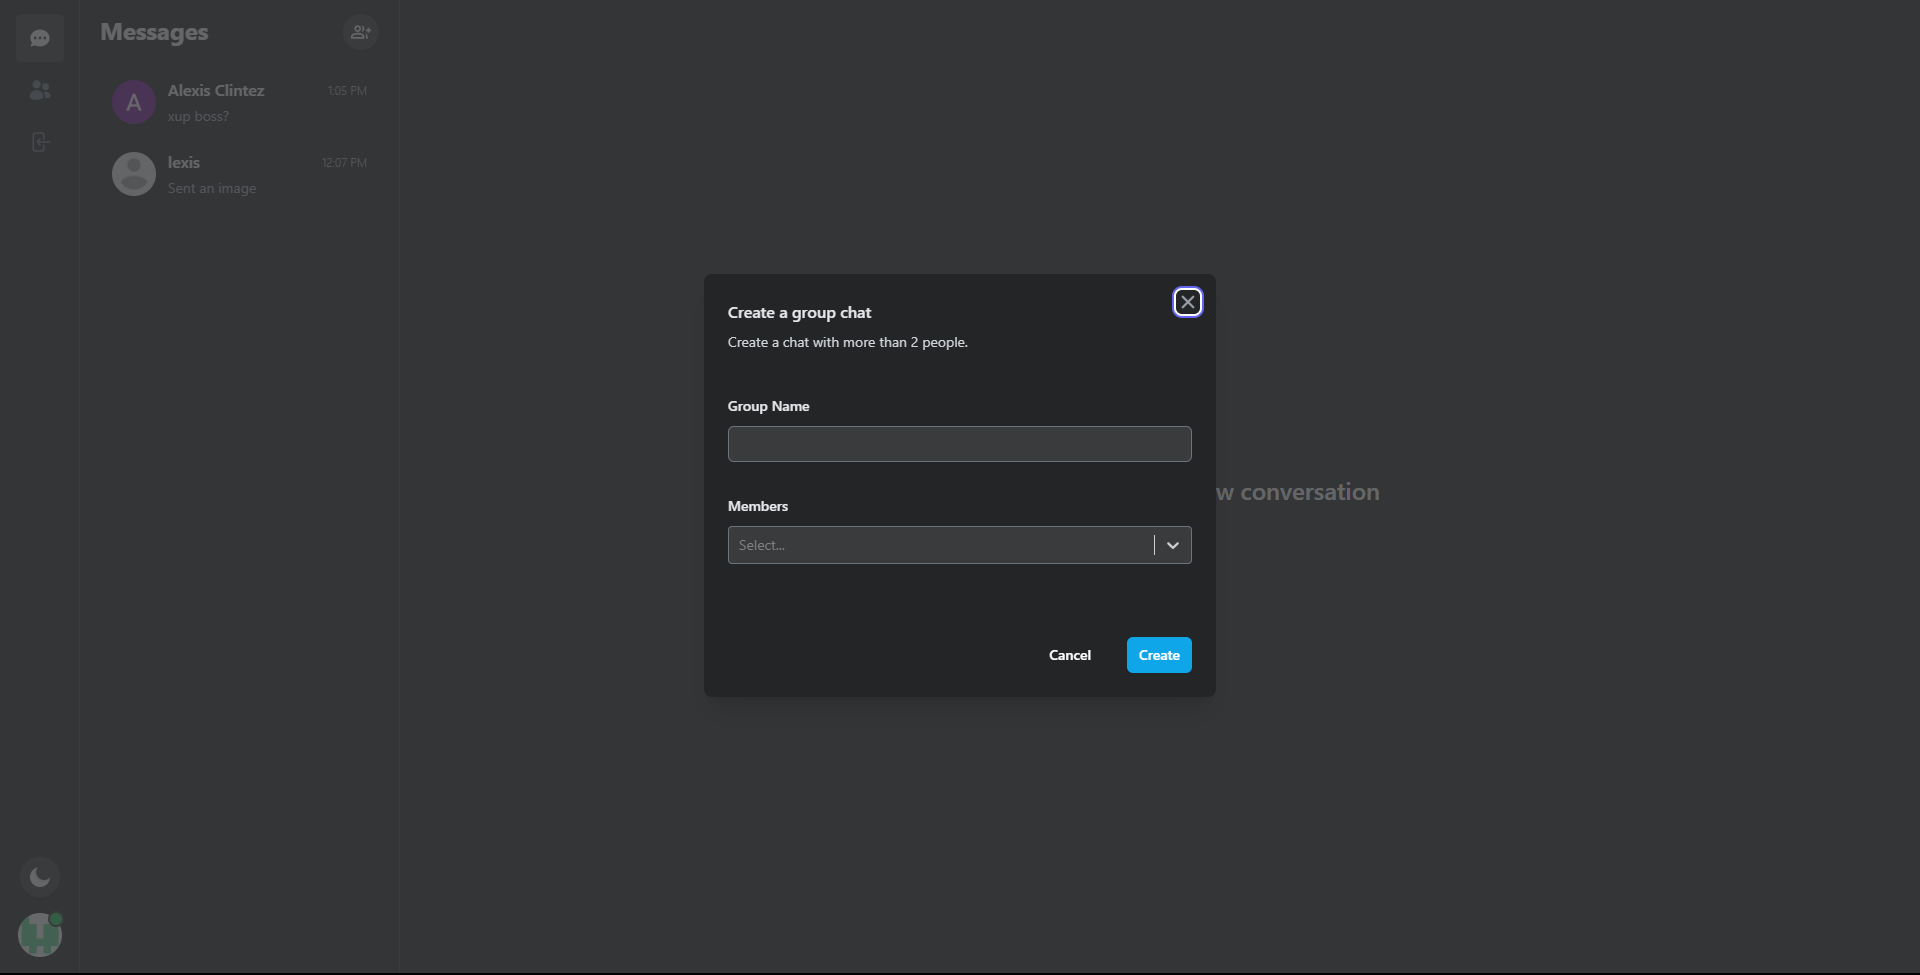 Messages
A
Alexis Clintez
1:05 PM
xup boss?
lexis
12:07 PM
Sent an image
Create a group chat
Create a chat with more than 2 people.
Group Name
w conversation
Members
Select...
Cancel
Create